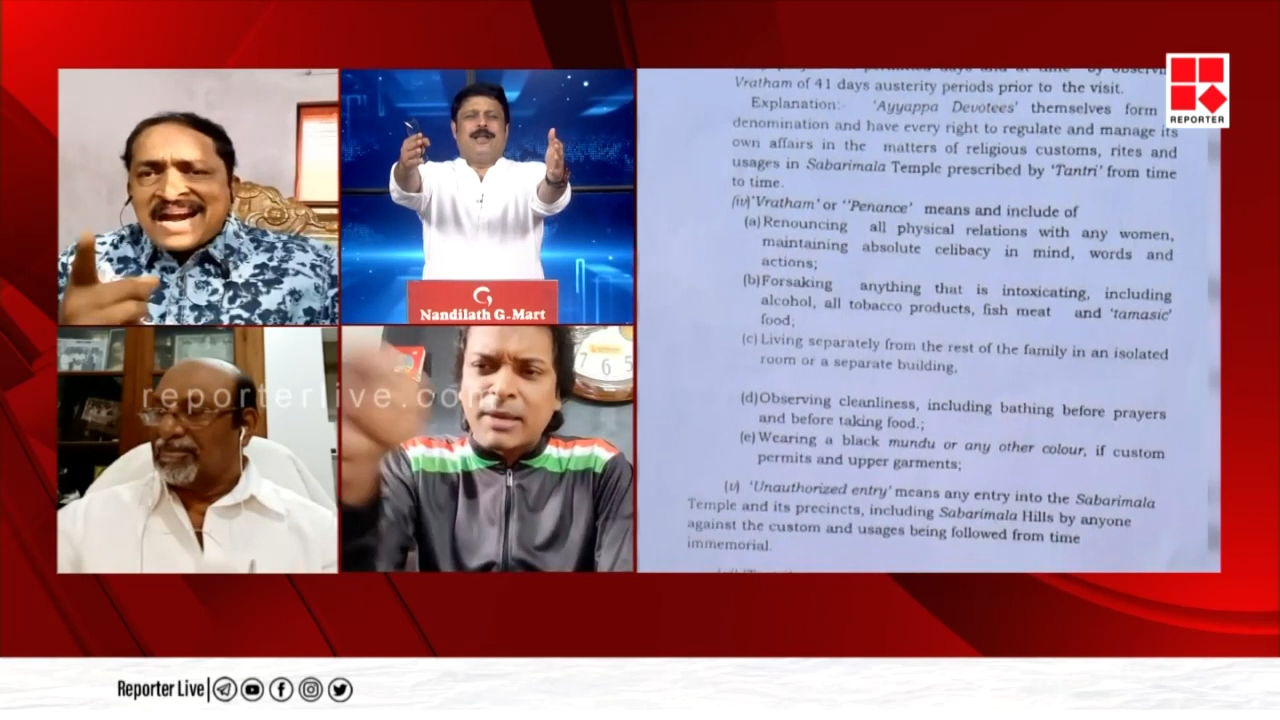 REPORTER
Vratham of 41 days austerity periods prior to the visit.
Explanation:- 'Ayyappa Devotees' themselves form
denomination and have every right to regulate and manage its
own affairs in the matters of religious customs, rites and
usages in Sabarimala Temple prescribed by 'Tantri' from time
to time.
(iv)'Vratham' or ''Penance' means and include of
(a)Renouncing all physical relations with any women,
maintaining absolute celibacy in mind, words and
actions;
(b)Forsaking anything that is intoxicating, including
alcohol, all tobacco products, fish meat and 'tamasic'
food;
(c) Living separately from the rest of the family in an isolated
room or a separate building,
(d)Observing cleanliness, including bathing before prayers
and before taking food.;
(e)Wearing a black mundu or any other colour, if custom
permits and upper garments;
(v) 'Unauthorized entry' means any entry into the Sabarimala
Temple and its precincts, including Sabarimala Hills by anyone
against the custom and usages being followed from time
immemorial.
Nandilath G-Mart
reporterlive.com
7 6 5
Reporter Live